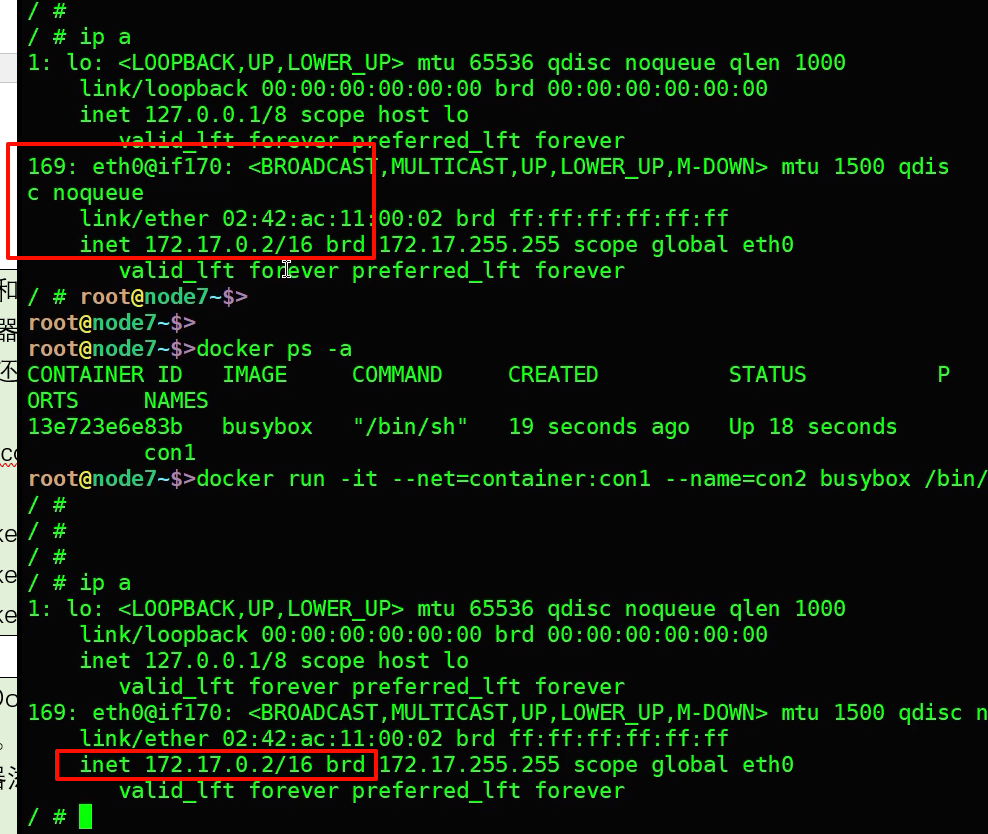 / #
/ # ip a
1: lo: <LOOPBACK,UP,LOWER_UP> mtu 65536 qdisc noqueue qlen 1000
    link/loopback 00:00:00:00:00:00 brd 00:00:00:00:00:00
    inet 127.0.0.1/8 scope host lo
       valid_lft forever preferred_lft forever
169: eth0@if170: <BROADCAST,MULTICAST,UP,LOWER_UP,M-DOWN> mtu 1500 qdis
c noqueue
    link/ether 02:42:ac:11:00:02 brd ff:ff:ff:ff:ff:ff
    inet 172.17.0.2/16 brd 172.17.255.255 scope global eth0
       valid_lft forever preferred_lft forever
和
/ # root@node7~$>
器
root@node7~$>
root@node7~$>docker ps -a
还
CONTAINER ID   IMAGE     COMMAND     CREATED          STATUS          P
ORTS     NAMES
13e723e6e83b   busybox   "/bin/sh"   19 seconds ago   Up 18 seconds
         con1
co
root@node7~$>docker run -it --net=container:con1 --name=con2 busybox /bin/
/ #
/ #
ke
/ #
ke
/ # ip a
1: lo: <LOOPBACK,UP,LOWER_UP> mtu 65536 qdisc noqueue qlen 1000
ke
    link/loopback 00:00:00:00:00:00 brd 00:00:00:00:00:00
    inet 127.0.0.1/8 scope host lo
       valid_lft forever preferred_lft forever
169: eth0@if170: <BROADCAST,MULTICAST,UP,LOWER_UP,M-DOWN> mtu 1500 qdisc n
    link/ether 02:42:ac:11:00:02 brd ff:ff:ff:ff:ff:ff
。
    inet 172.17.0.2/16 brd 172.17.255.255 scope global eth0
       valid_lft forever preferred_lft forever
/ #